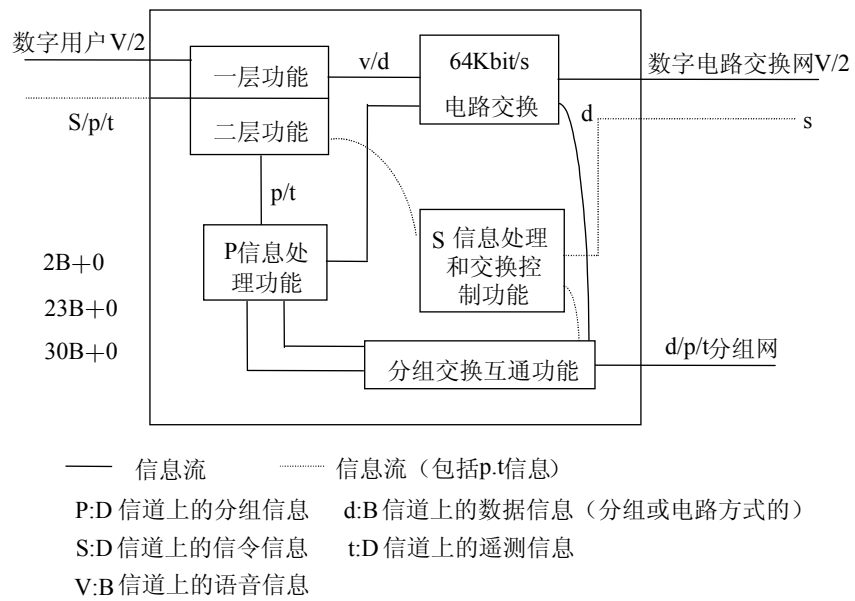 数字用户V/2
一层功能
v/d
64Kbit/s
电路交换
数字电路交换网V/2
S/p/t
二层功能
d
s
p/t
P信息处
理功能
S 信息处理
和交换控
制功能
2B+0
23B+0
30B+0
分组交换互通功能
d/p/t分组网
信息流
信息流（包括p.t信息）
P:D 信道上的分组信息
d:B信道上的数据信息（分组或电路方式的）
S:D 信道上的信令信息
t:D 信道上的遥测信息
V:B信道上的语音信息